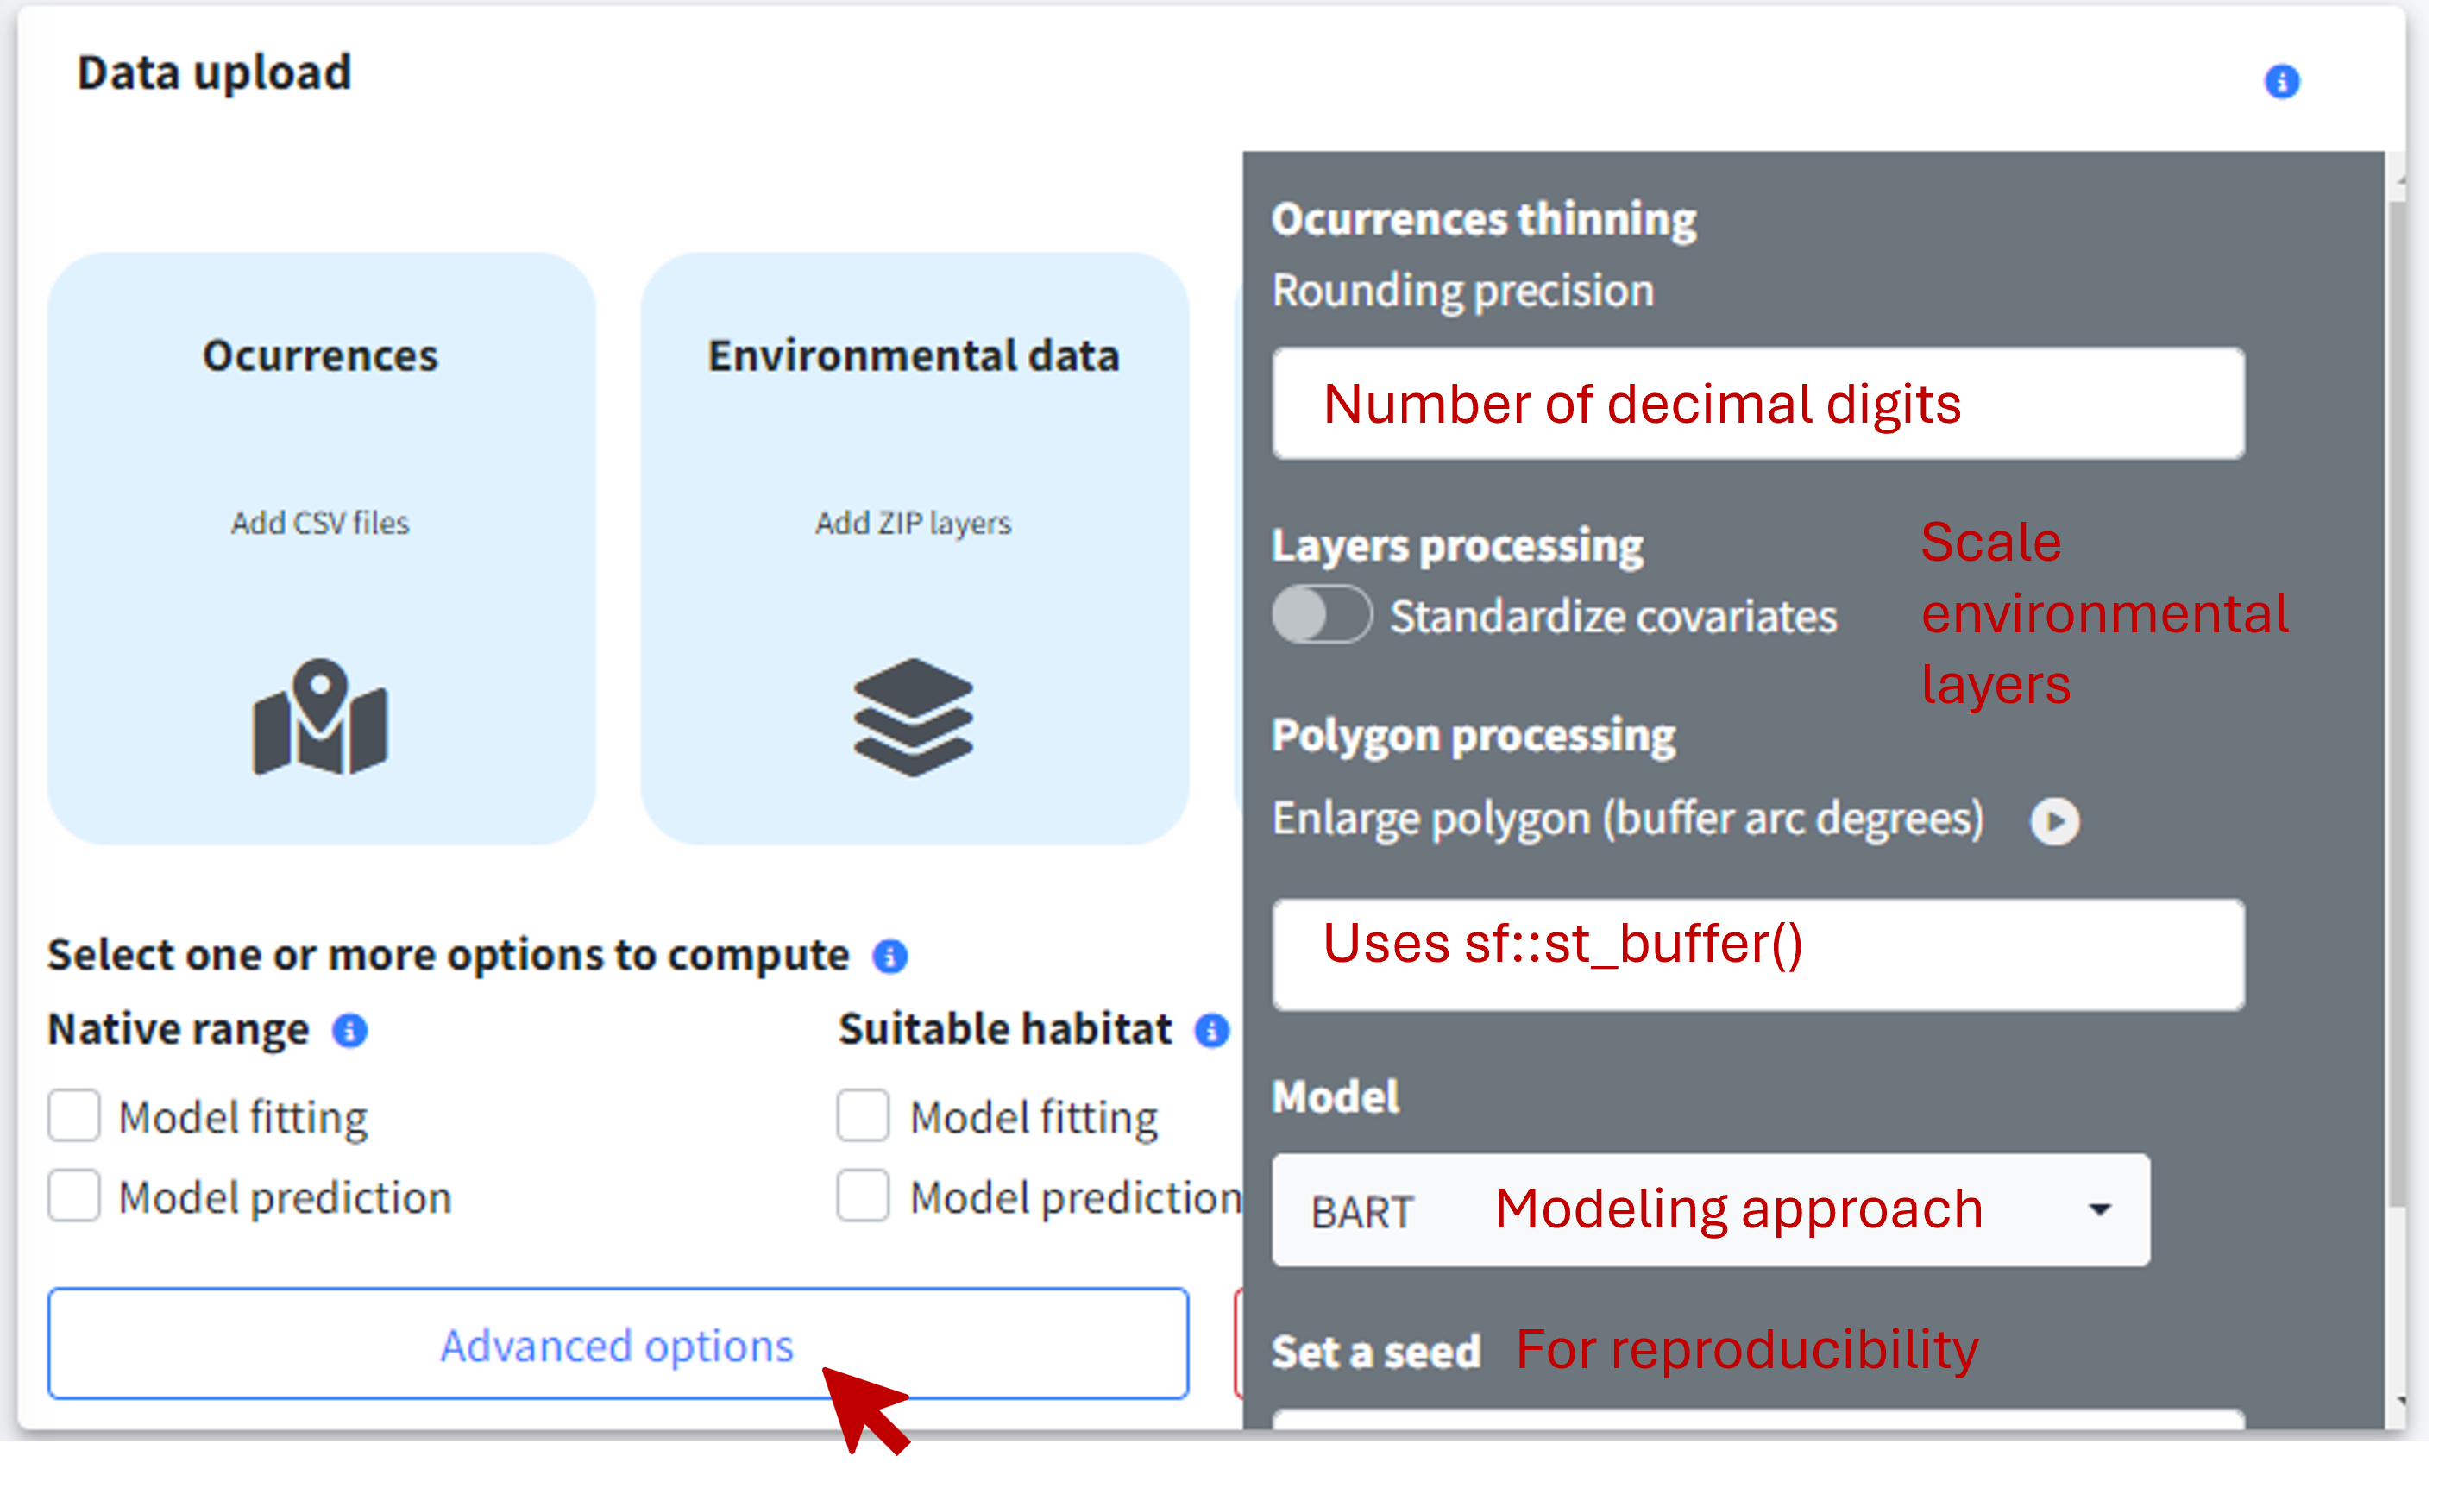 Data upload
Ocurrences
Add CSV files
Environmental data
Add ZIP layers
Select one or more options to compute
Native range
Model fitting
Model prediction
Suitable habitat
Model fitting
Model prediction
Advanced options
Ocurrences thinning
Rounding precision
Number of decimal digits
Layers processing
Standardize covariates
Scale
environmental
layers
Polygon processing
Enlarge polygon (buffer arc degrees)
Uses sf::st_buffer()
Model
BART Modeling approach
Set a seed For reproducibility